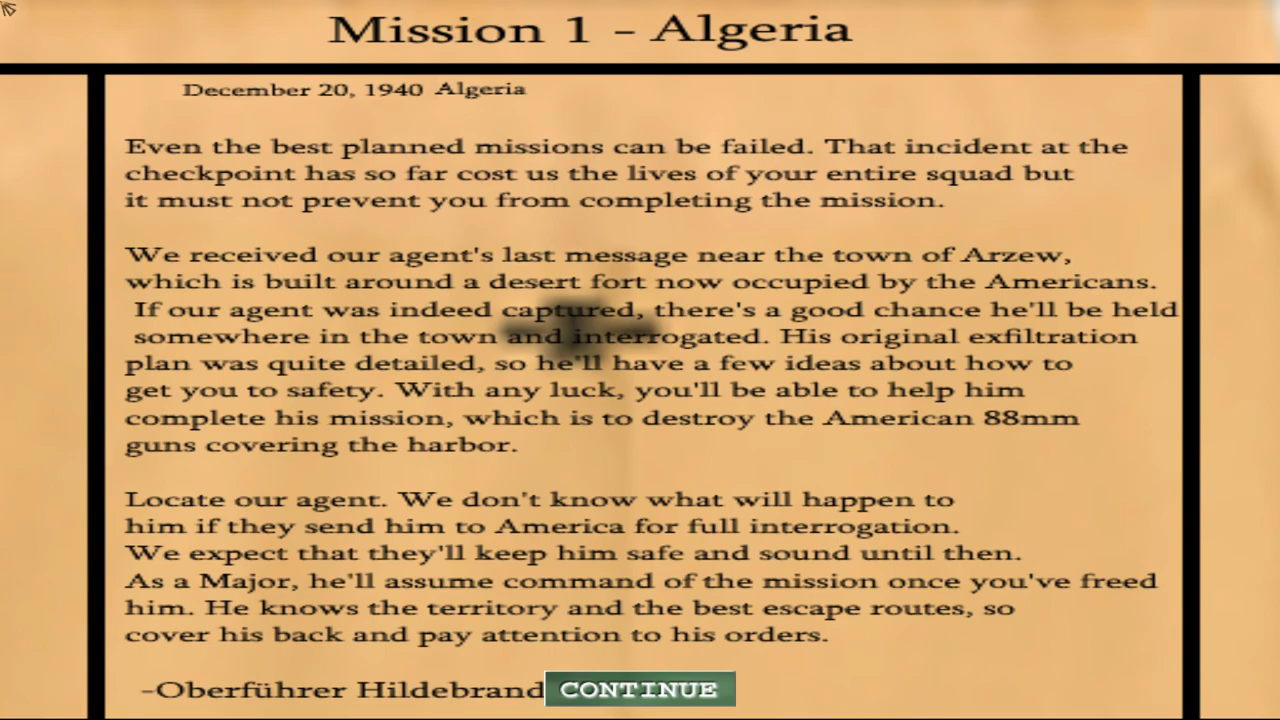 Mission 1 - Algeria
December 20, 1940 Algeria
Even the best planned missions can be failed. That incident at the
checkpoint has so far cost us the lives of your entire squad but
it must not prevent you from completing the mission.
We received our agent's last message near the town of Arzew,
which is built around a desert fort now occupied by the Americans.
If our agent was indeed captured, there's a good chance he'll be held
somewhere in the town and interrogated. His original exfiltration
plan was quite detailed, so he'll have a few ideas about how to
get you to safety. With any luck, you'll be able to help him
complete his mission, which is to destroy the American 88mm
guns covering the harbor.
Locate our agent. We don't know what will happen to
him if they send him to America for full interrogation.
We expect that they'll keep him safe and sound until then.
As a Major, he'll assume command of the mission once you've freed
him. He knows the territory and the best escape routes, so
cover his back and pay attention to his orders.
-Oberführer Hildebrand
CONTINUE